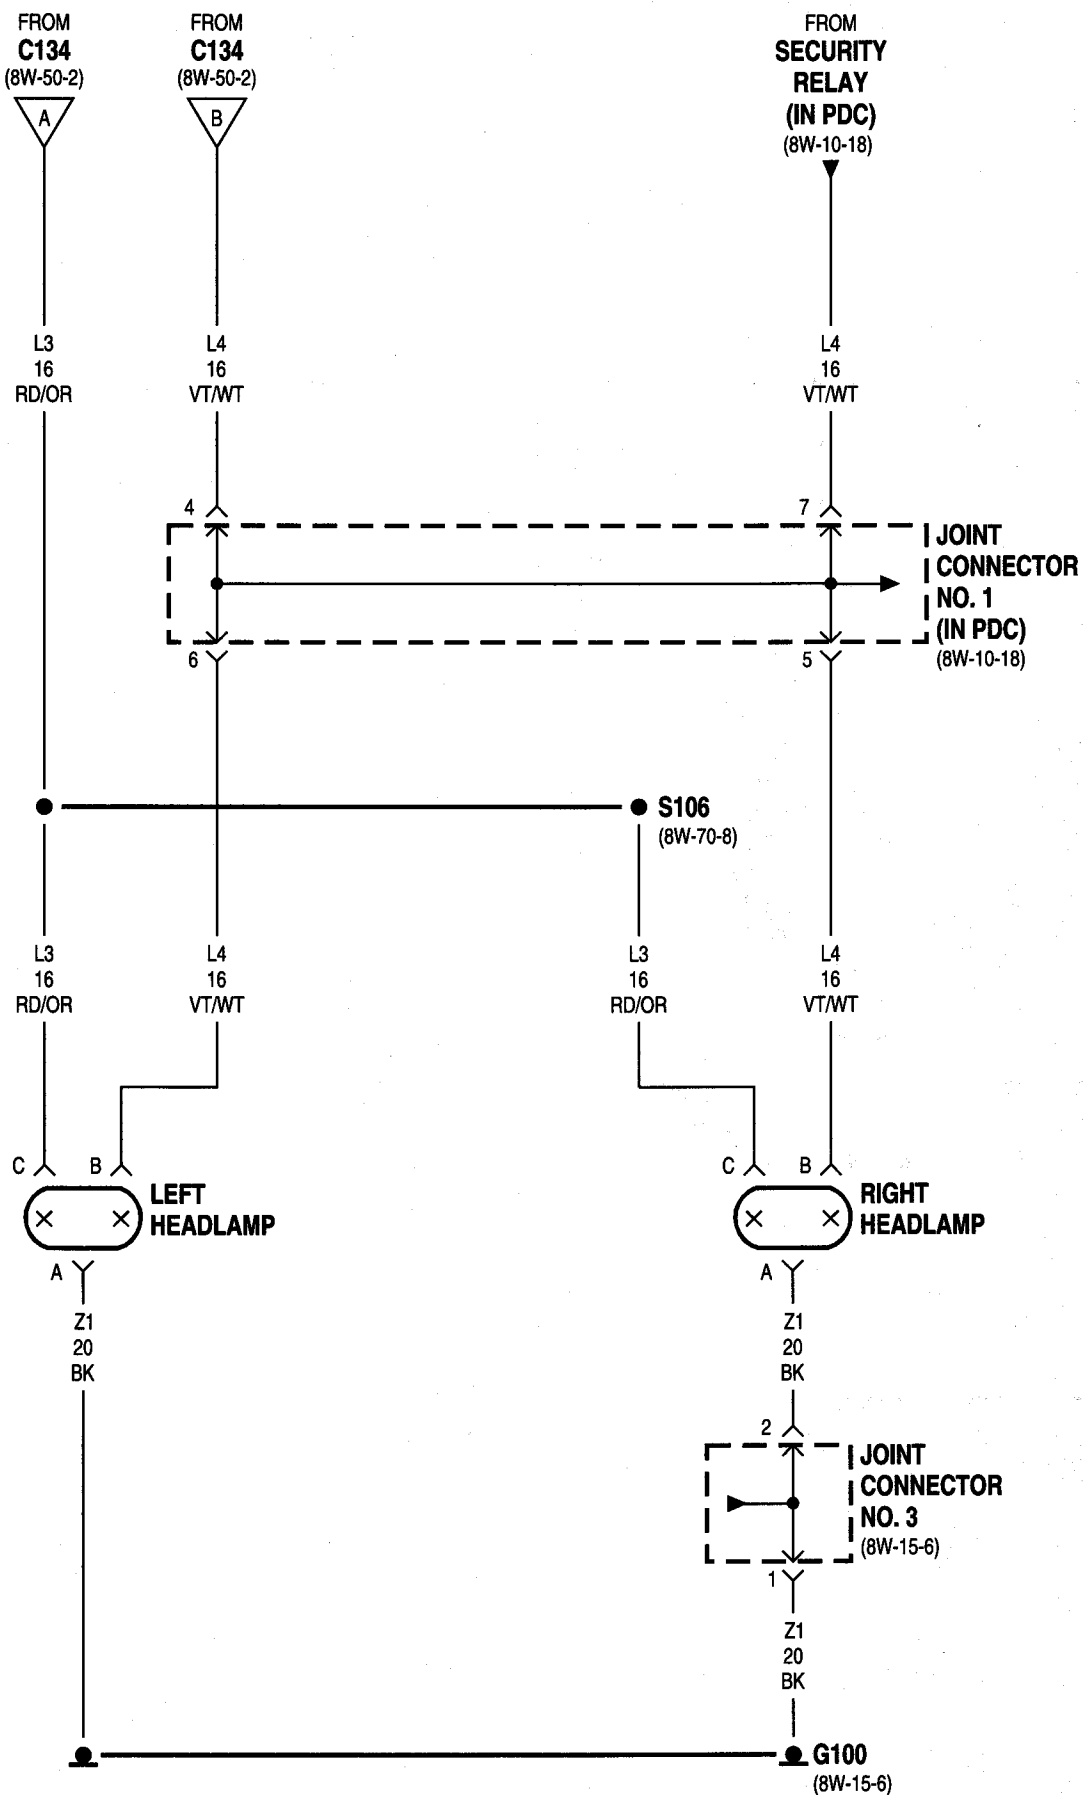 FROM
C134
(8W-50-2)
A
FROM
C134
(8W-50-2)
B
FROM
SECURITY
RELAY
(IN PDC)
(8W-10-18)
L3
16
RD/OR
L4
16
VT/WT
L4
16
VT/WT
4
7
JOINT
CONNECTOR
NO. 1
(IN PDC)
(8W-10-18)
6
5
S106
(8W-70-8)
L3
16
RD/OR
L4
16
VT/WT
L3
16
RD/OR
L4
16
VT/WT
C
B
LEFT
HEADLAMP
A
C
B
RIGHT
HEADLAMP
A
Z1
20
BK
Z1
20
BK
2
JOINT
CONNECTOR
NO. 3
(8W-15-6)
1
Z1
20
BK
G100
(8W-15-6)